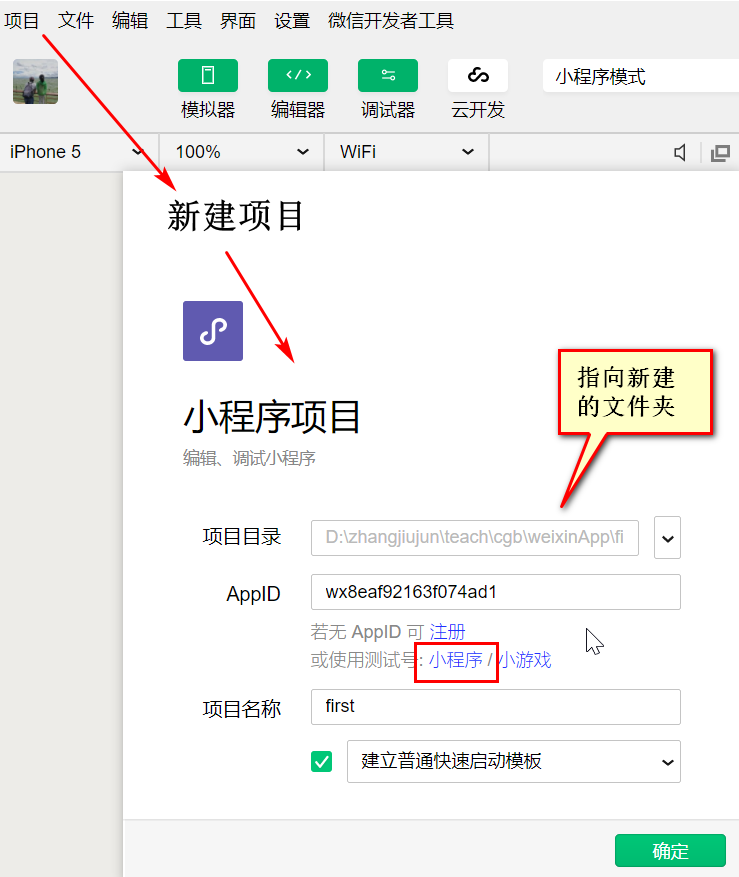 项目 文件 编辑 工具 界面 设置 微信开发者工具
模拟器 编辑器 调试器 云开发 小程序模式
iPhone 5 100% WiFi
新建项目
指向新建
的文件夹
小程序项目
编辑、调试小程序
项目目录 D:\zhangjiujun\teach\cgb\weixinApp\fi
AppID wx8eaf92163f074ad1
若无 AppID 可 注册
或使用测试号: 小程序 / 小游戏
项目名称 first
建立普通快速启动模板
确定